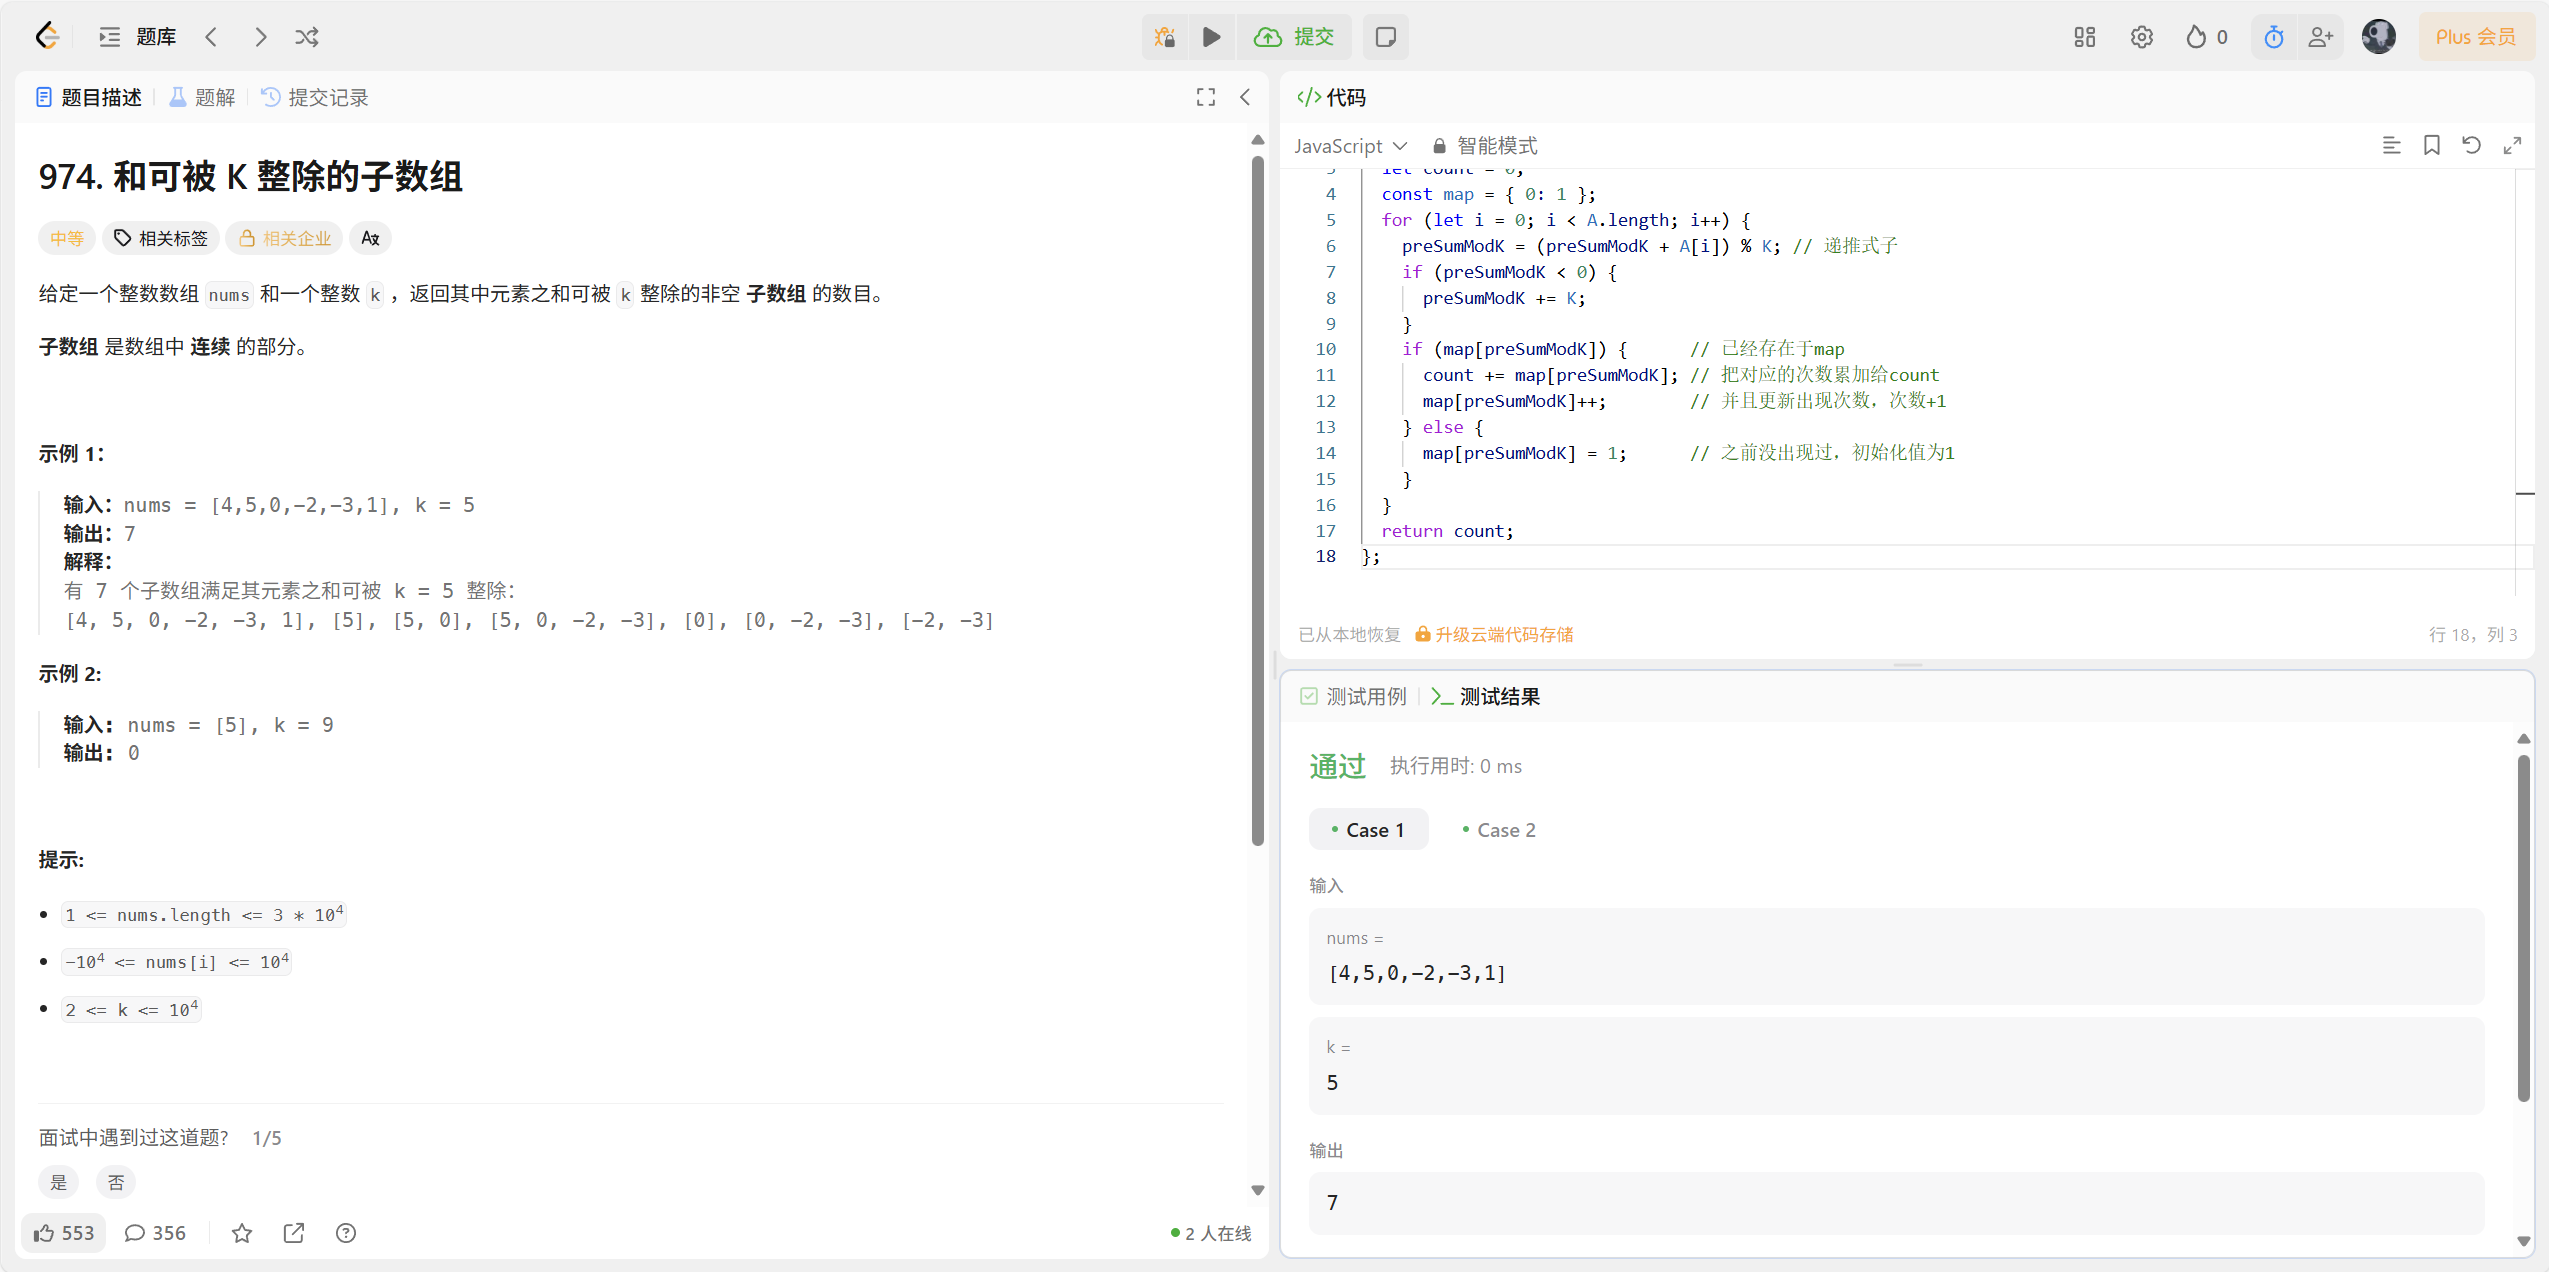 题库
提交
0
Plus 会员
题目描述
题解
提交记录
974. 和可被 K 整除的子数组
中等
相关标签
相关企业
给定一个整数数组 nums 和一个整数 k ，返回其中元素之和可被 k 整除的非空 子数组 的数目。
子数组 是数组中 连续 的部分。
示例 1：
输入：nums = [4,5,0,-2,-3,1], k = 5
输出：7
解释：
有 7 个子数组满足其元素之和可被 k = 5 整除：
[4, 5, 0, -2, -3, 1], [5], [5, 0], [5, 0, -2, -3], [0], [0, -2, -3], [-2, -3]
示例 2:
输入: nums = [5], k = 9
输出: 0
提示:
1 <= nums.length <= 3 * 10⁴
-10⁴ <= nums[i] <= 10⁴
2 <= k <= 10⁴
面试中遇到过这道题? 1/5
是
否
553
356
2 人在线
</> 代码
JavaScript
智能模式
3 let count = 0;
4 const map = { 0: 1 };
5 for (let i = 0; i < A.length; i++) {
6 preSumModK = (preSumModK + A[i]) % K; // 递推式子
7 if (preSumModK < 0) {
8 preSumModK += K;
9 }
10 if (map[preSumModK]) { // 已经存在于map
11 count += map[preSumModK]; // 把对应的次数累加给count
12 map[preSumModK]++; // 并且更新出现次数，次数+1
13 } else {
14 map[preSumModK] = 1; // 之前没出现过，初始化值为1
15 }
16 }
17 return count;
18 };
已从本地恢复
升级云端代码存储
行 18，列 3
测试用例
测试结果
通过
执行用时: 0 ms
Case 1
Case 2
输入
nums =
[4,5,0,-2,-3,1]
k =
5
输出
7